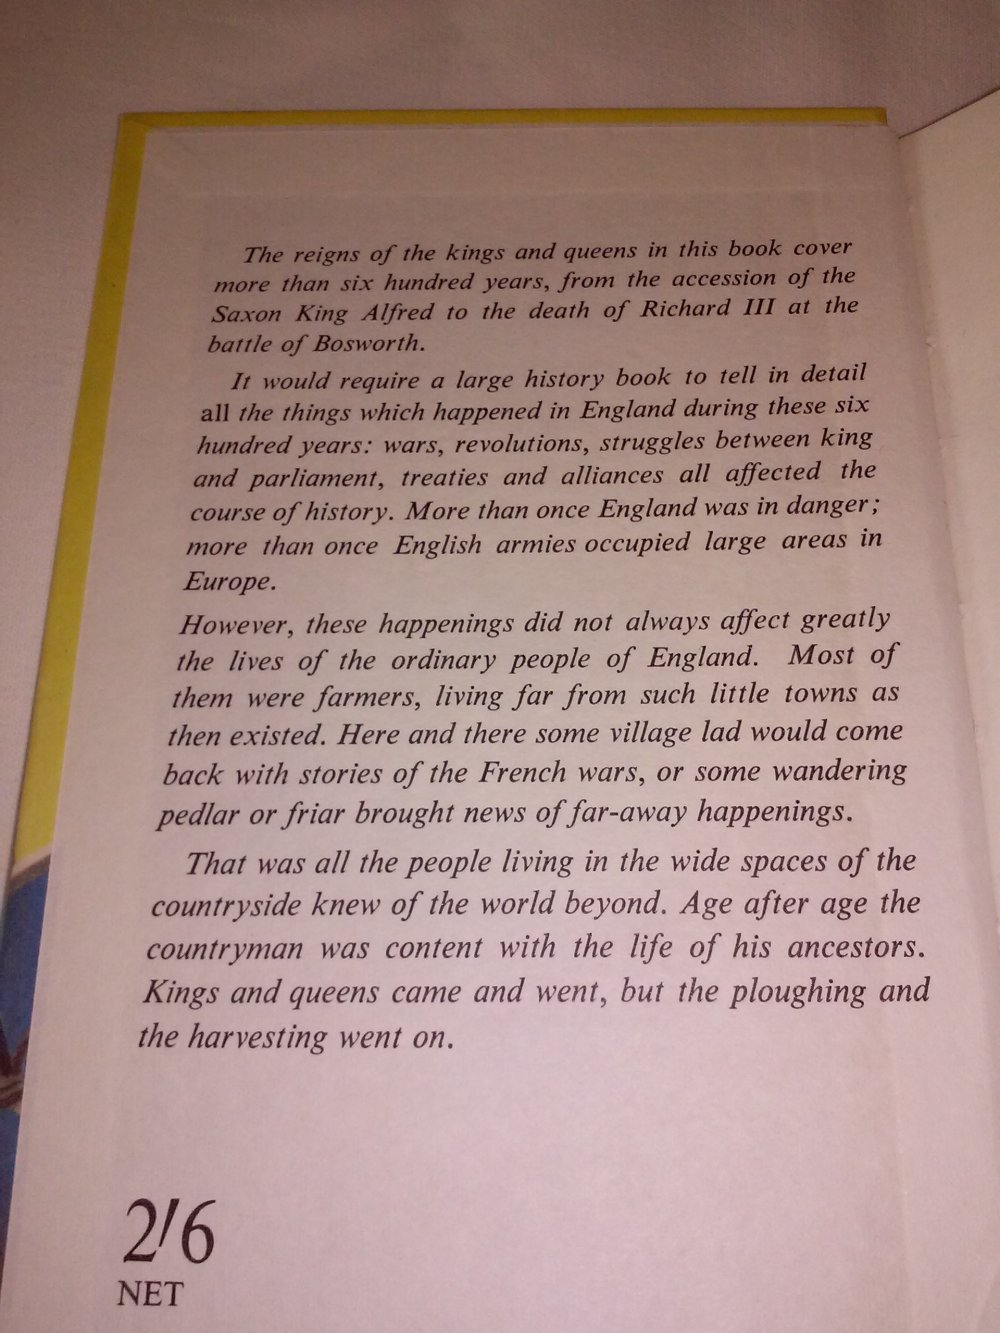 The reigns of the kings and queens in this book cover
more than six hundred years, from the accession of the
Saxon King Alfred to the death of Richard III at the
battle of Bosworth.
It would require a large history book to tell in detail
all the things which happened in England during these six
hundred years: wars, revolutions, struggles between king
and parliament, treaties and alliances all affected the
course of history. More than once England was in danger;
more than once English armies occupied large areas in
Europe.
However, these happenings did not always affect greatly
the lives of the ordinary people of England. Most of
them were farmers, living far from such little towns as
then existed. Here and there some village lad would come
back with stories of the French wars, or some wandering
pedlar or friar brought news of far-away happenings.
That was all the people living in the wide spaces of the
countryside knew of the world beyond. Age after age the
countryman was content with the life of his ancestors.
Kings and queens came and went, but the ploughing and
the harvesting went on.
2/6
NET